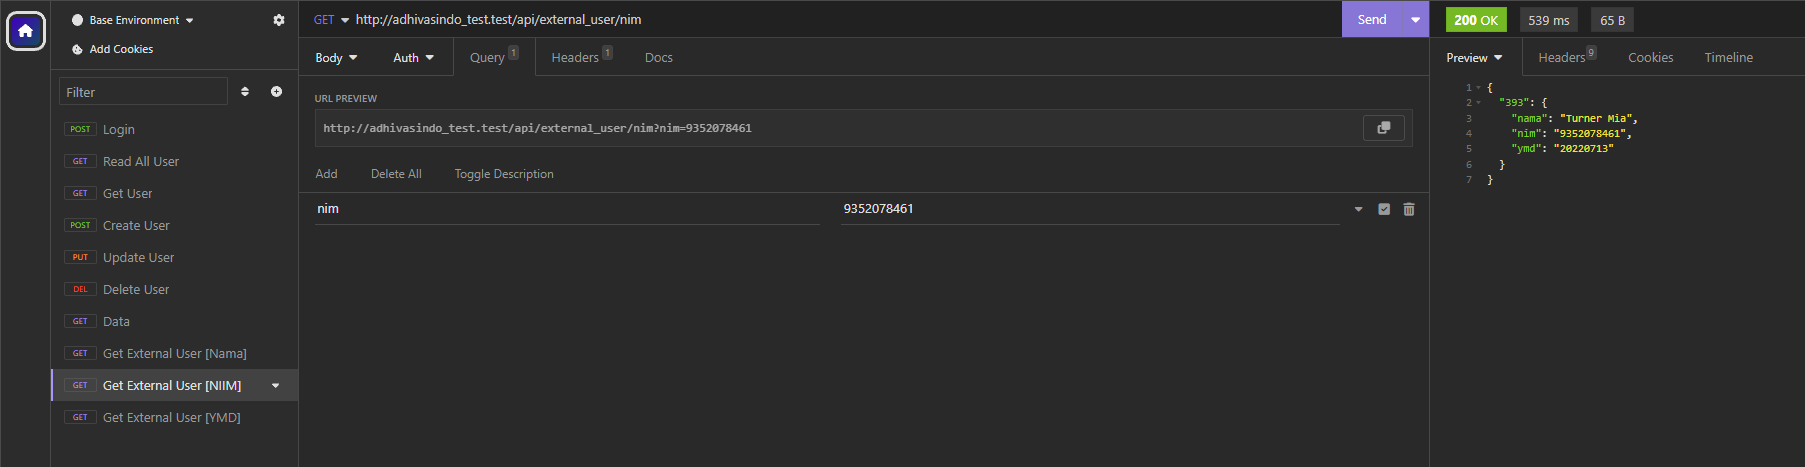 Base Environment
Add Cookies
Filter
POST Login
GET Read All User
GET Get User
POST Create User
PUT Update User
DEL Delete User
GET Data
GET Get External User [Nama]
GET Get External User [NIIM]
GET Get External User [YMD]
GET http://adhivasindo_test.test/api/external_user/nim Send
Body Auth Query 1 Headers 1 Docs
URL PREVIEW
http://adhivasindo_test.test/api/external_user/nim?nim=9352078461
Add Delete All Toggle Description
nim 9352078461
200 OK 539 ms 65 B
Preview Headers 9 Cookies Timeline
1 {
2 "393": {
3 "nama": "Turner Mia",
4 "nim": "9352078461",
5 "ymd": "20220713"
6 }
7 }